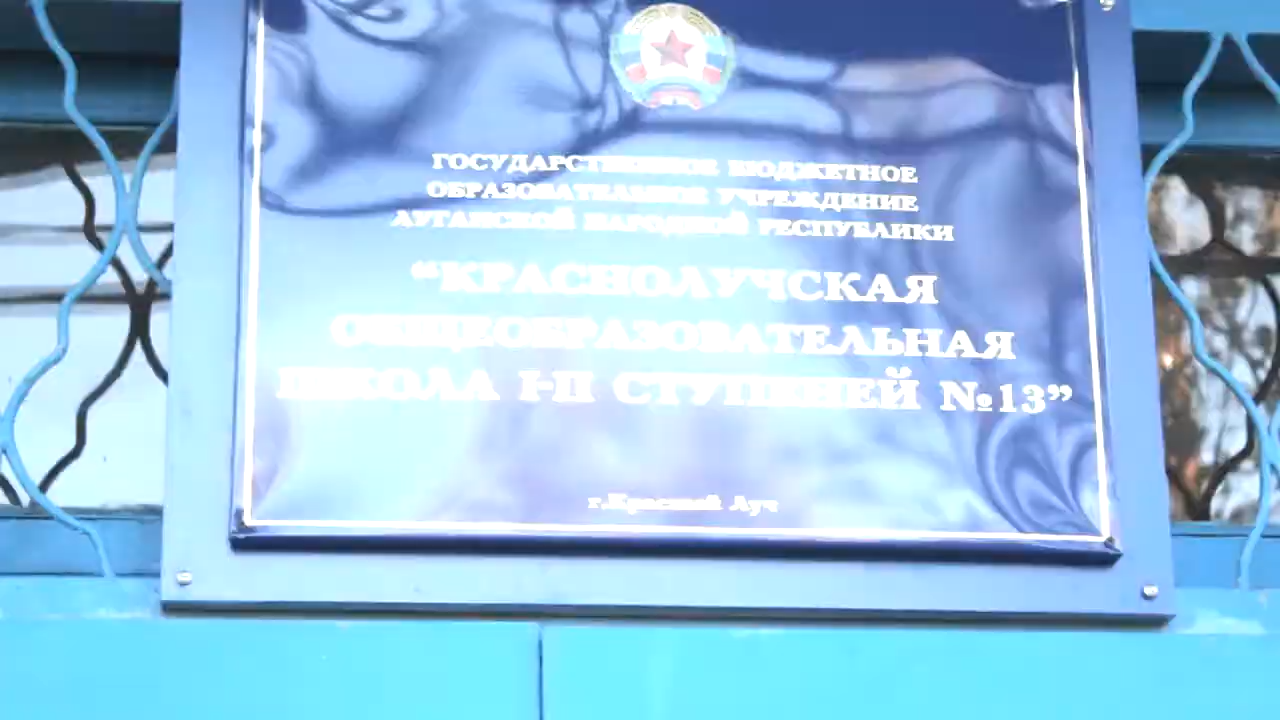 ГОСУДАРСТВЕННОЕ БЮДЖЕТНОЕ
ОБРАЗОВАТЕЛЬНОЕ УЧРЕЖДЕНИЕ
ЛУГАНСКОЙ НАРОДНОЙ РЕСПУБЛИКИ
“КРАСНОЛУЧСКАЯ
ОБЩЕОБРАЗОВАТЕЛЬНАЯ
ШКОЛА I-II СТУПЕНЕЙ №13”
г.Красный Луч